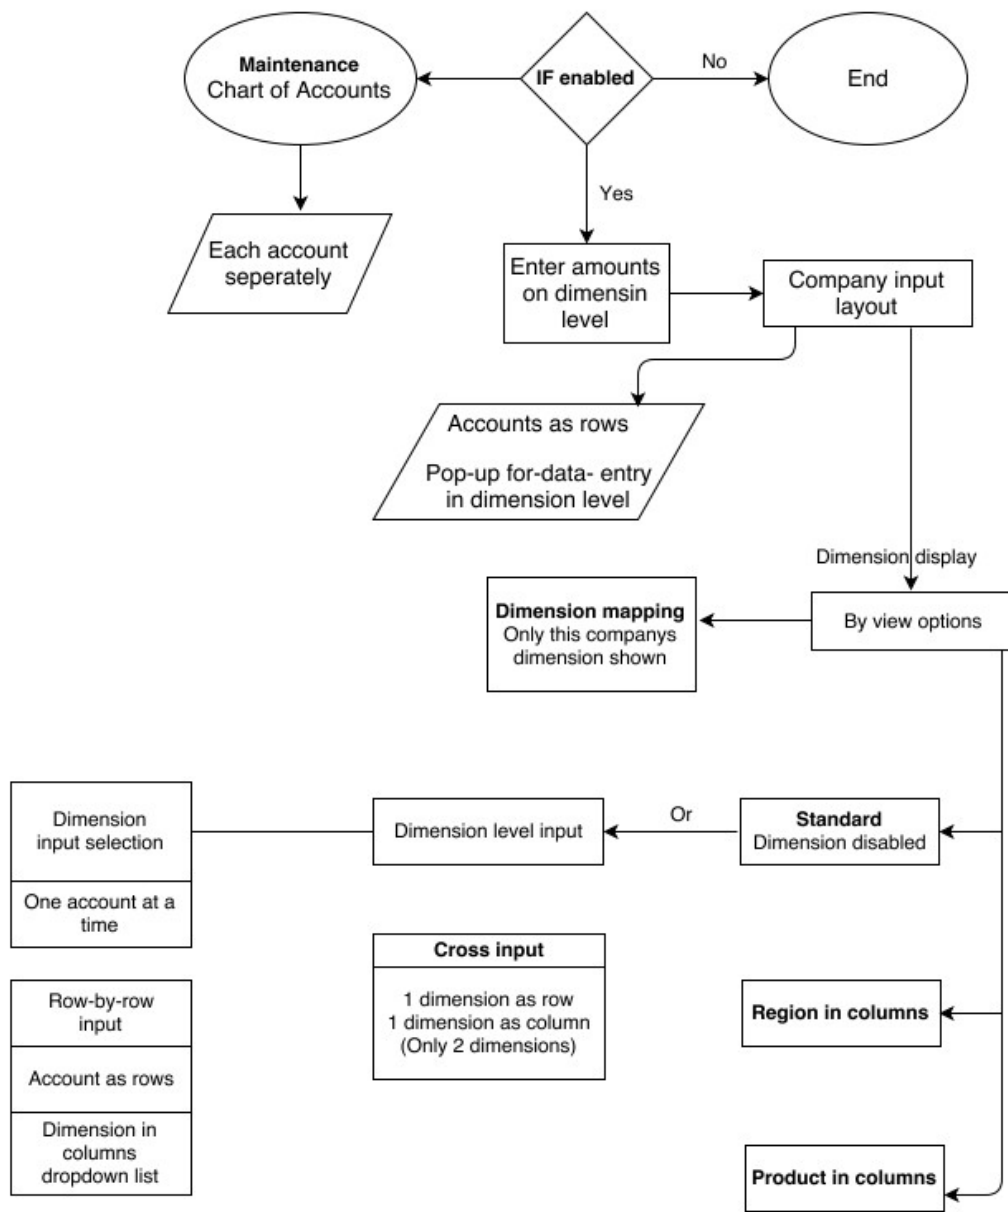 Maintenance
Chart of Accounts
IF enabled
No
End
Yes
Each account
seperately
Enter amounts
on dimensin
level
Company input
layout
Accounts as rows
Pop-up for-data- entry
in dimension level
Dimension display
Dimension mapping
Only this companys
dimension shown
By view options
Dimension
input selection
One account at a
time
Dimension level input
Or
Standard
Dimension disabled
Cross input
1 dimension as row
1 dimension as column
(Only 2 dimensions)
Row-by-row
input
Account as rows
Dimension in
columns
dropdown list
Region in columns
Product in columns